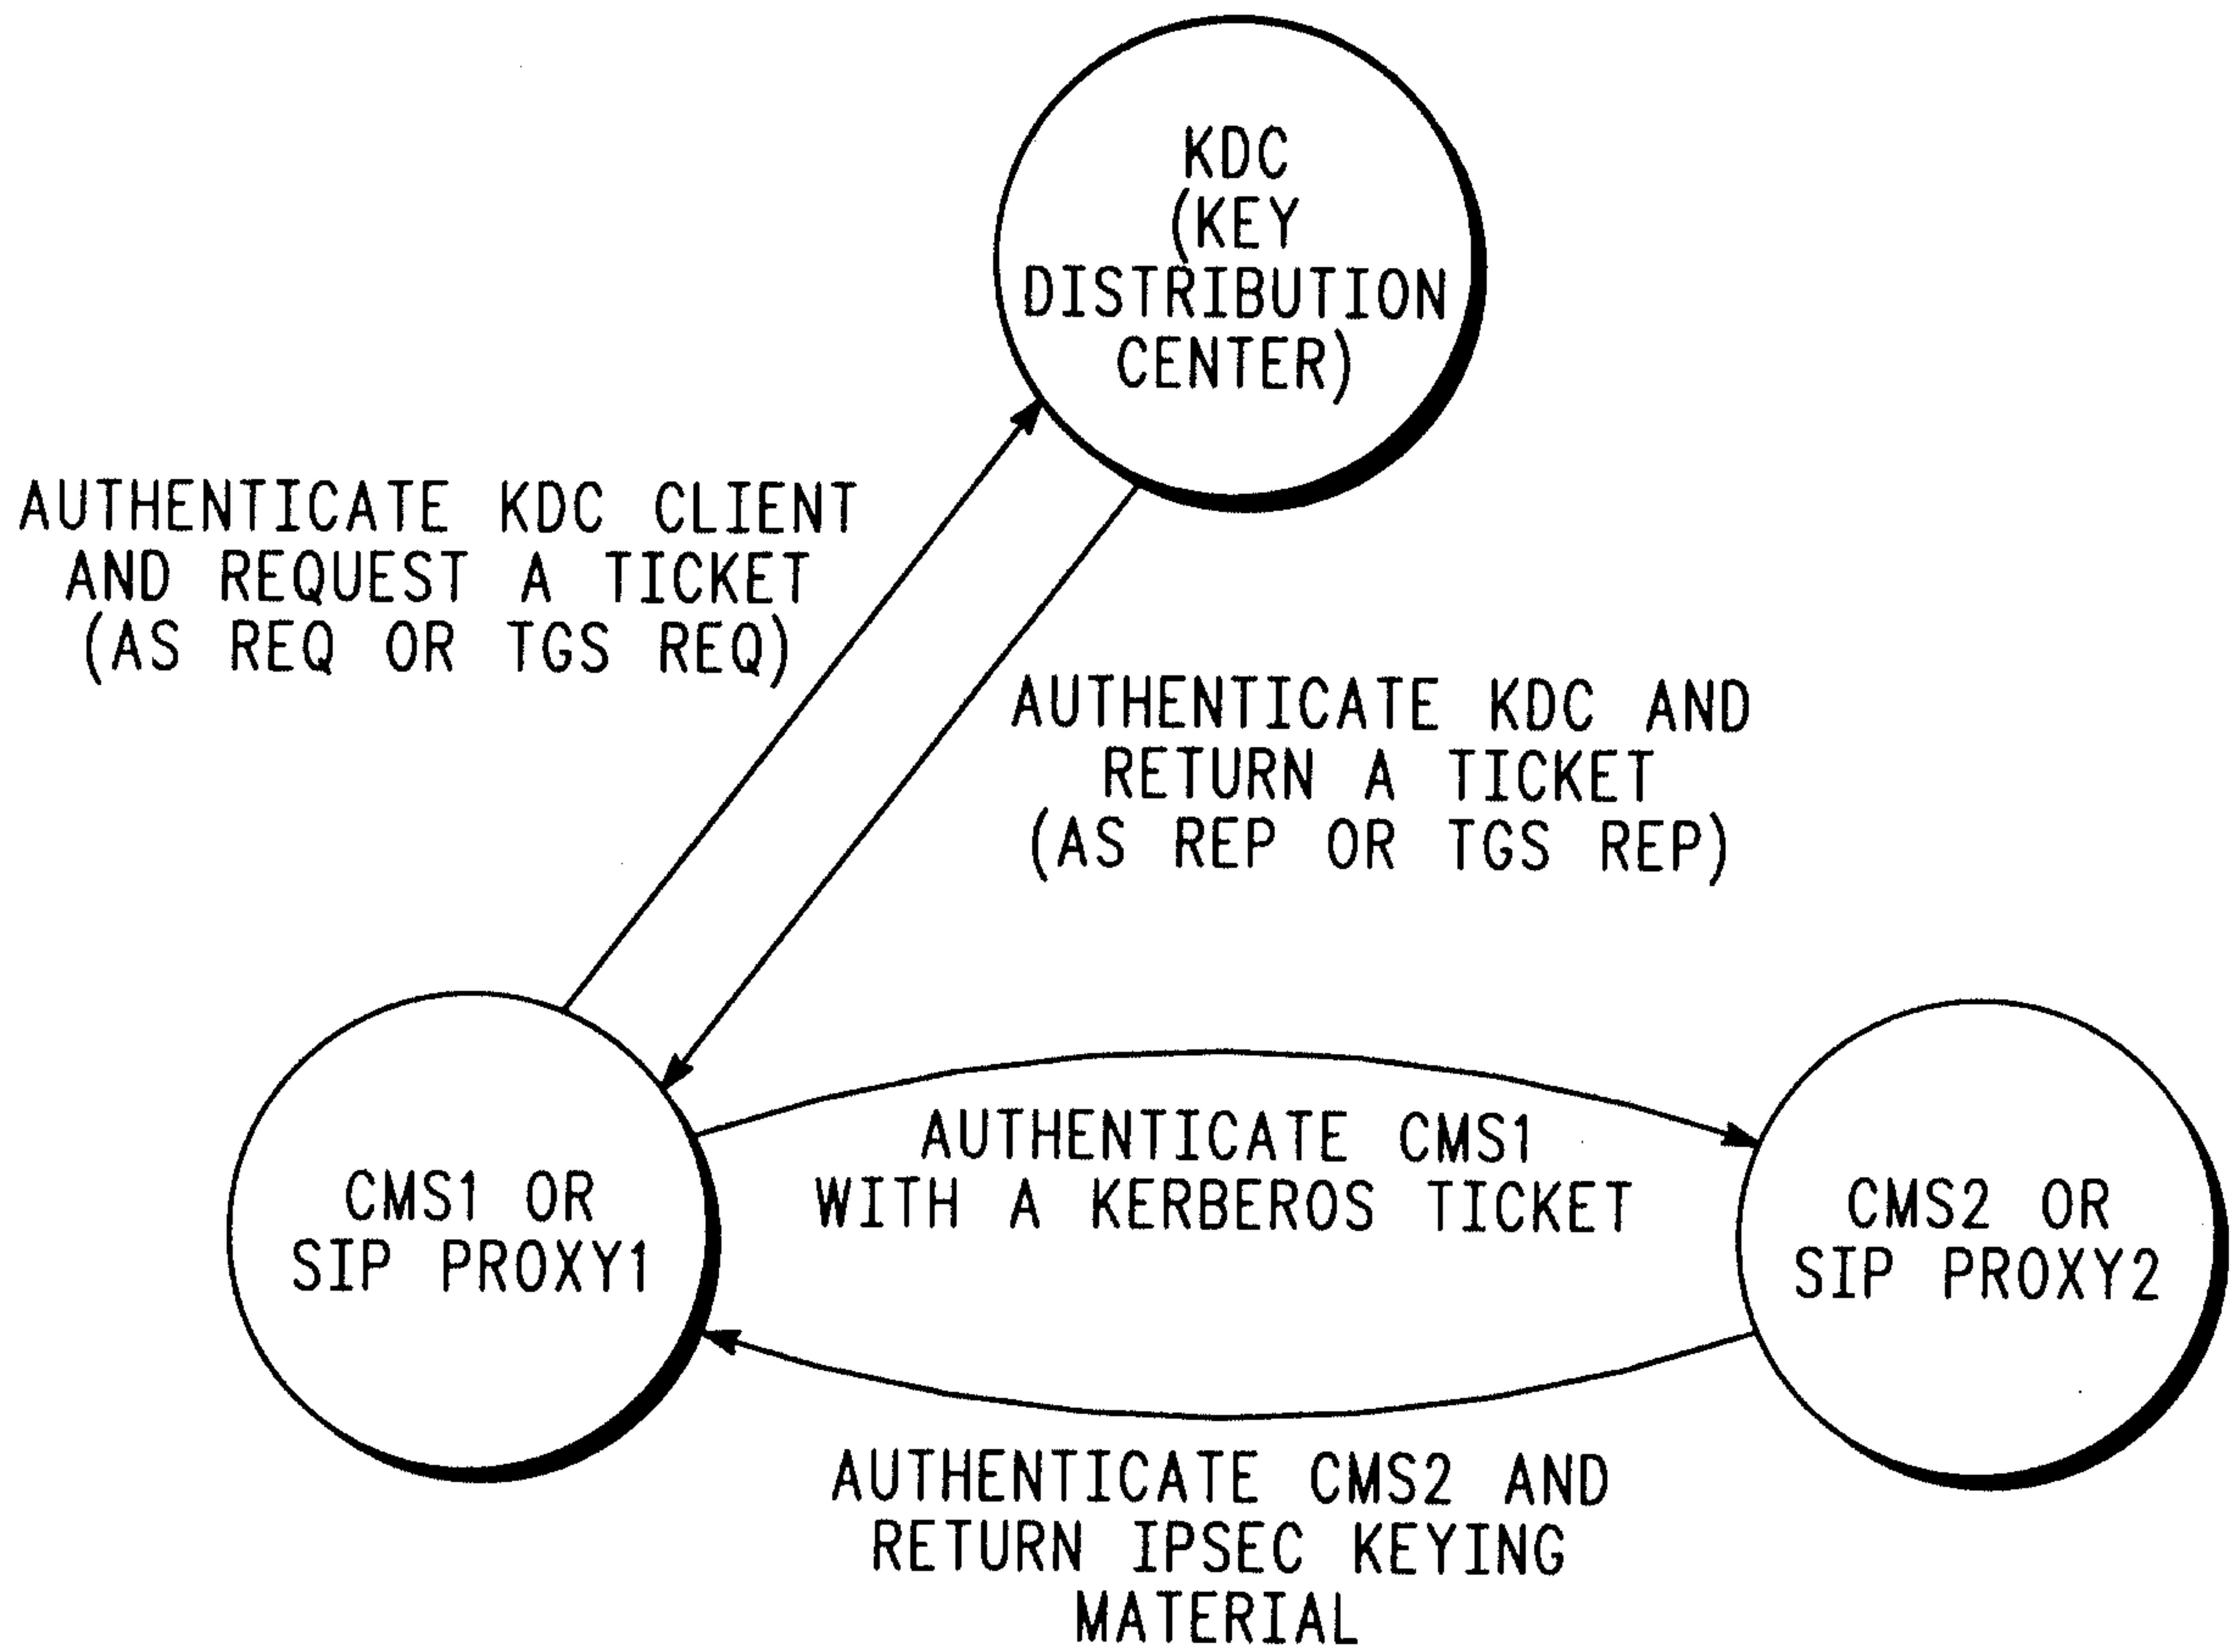 KDC
(KEY
DISTRIBUTION
CENTER)
AUTHENTICATE KDC CLIENT
AND REQUEST A TICKET
(AS REQ OR TGS REQ)
AUTHENTICATE KDC AND
RETURN A TICKET
(AS REP OR TGS REP)
CMS1 OR
SIP PROXY1
AUTHENTICATE CMS1
WITH A KERBEROS TICKET
CMS2 OR
SIP PROXY2
AUTHENTICATE CMS2 AND
RETURN IPSEC KEYING
MATERIAL